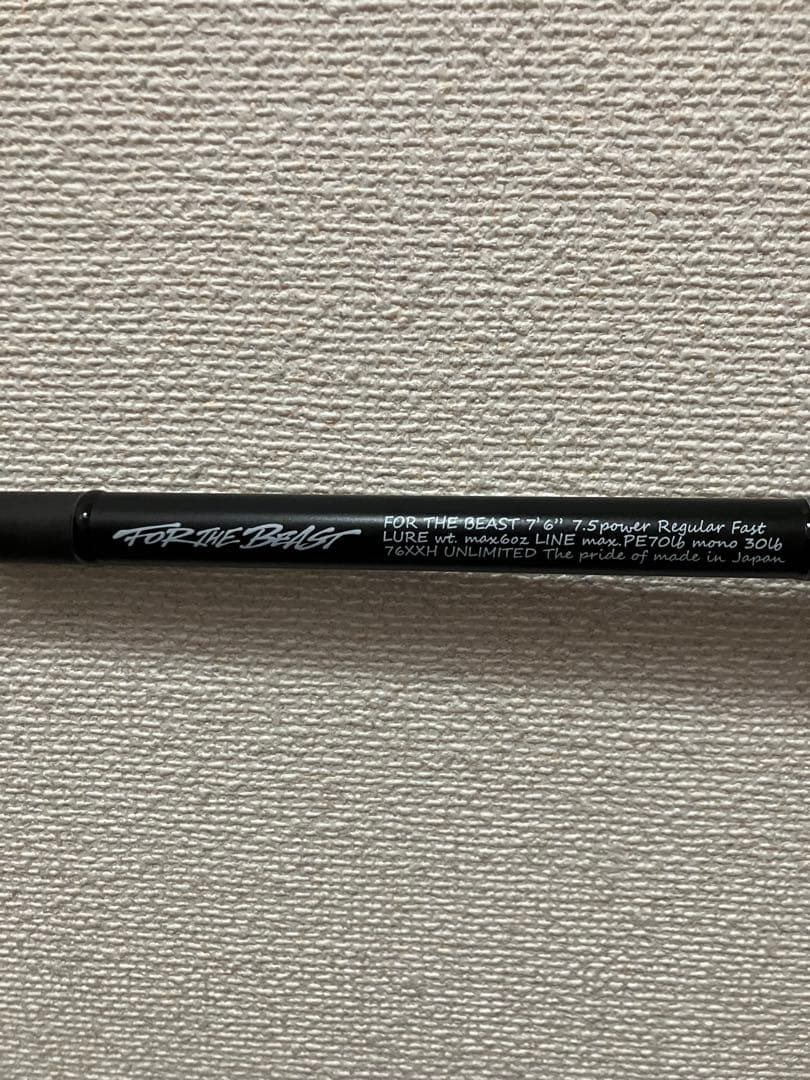 FOR THE BEAST
FOR THE BEAST 7'6" 7.5power Regular Fast
LURE wt. max6oz LINE max.PE70lb mono 30lb
76XXH UNLIMITED The pride of made in Japan